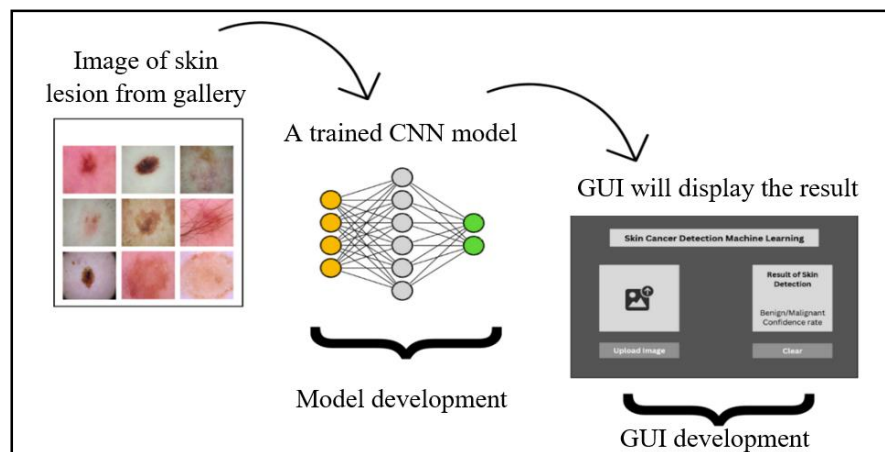 Image of skin
lesion from gallery
A trained CNN model
GUI will display the result
Skin Cancer Detection Machine Learning
Result of Skin
Detection
Benign/Malignant
Confidence rate
Upload Image
Clear
Model development
GUI development